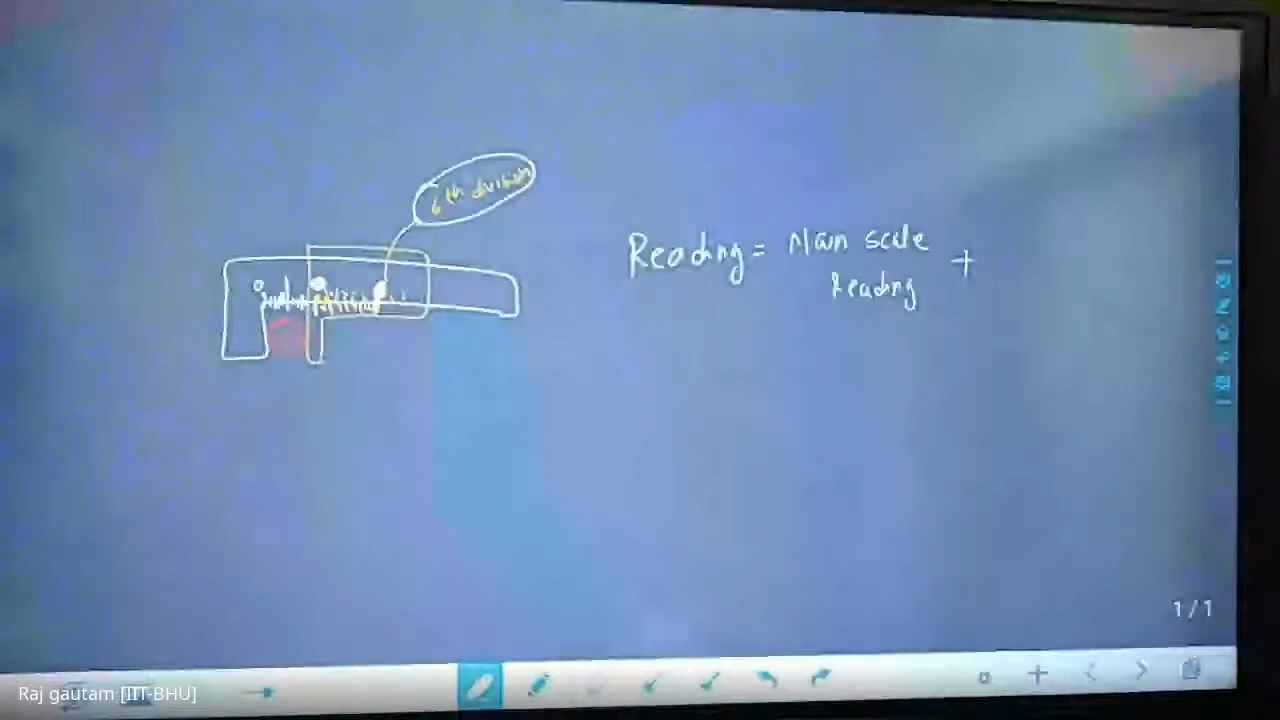 6th division
Reading = Main scale +
Reading
1/1
Raj gautam [IIT-BHU]